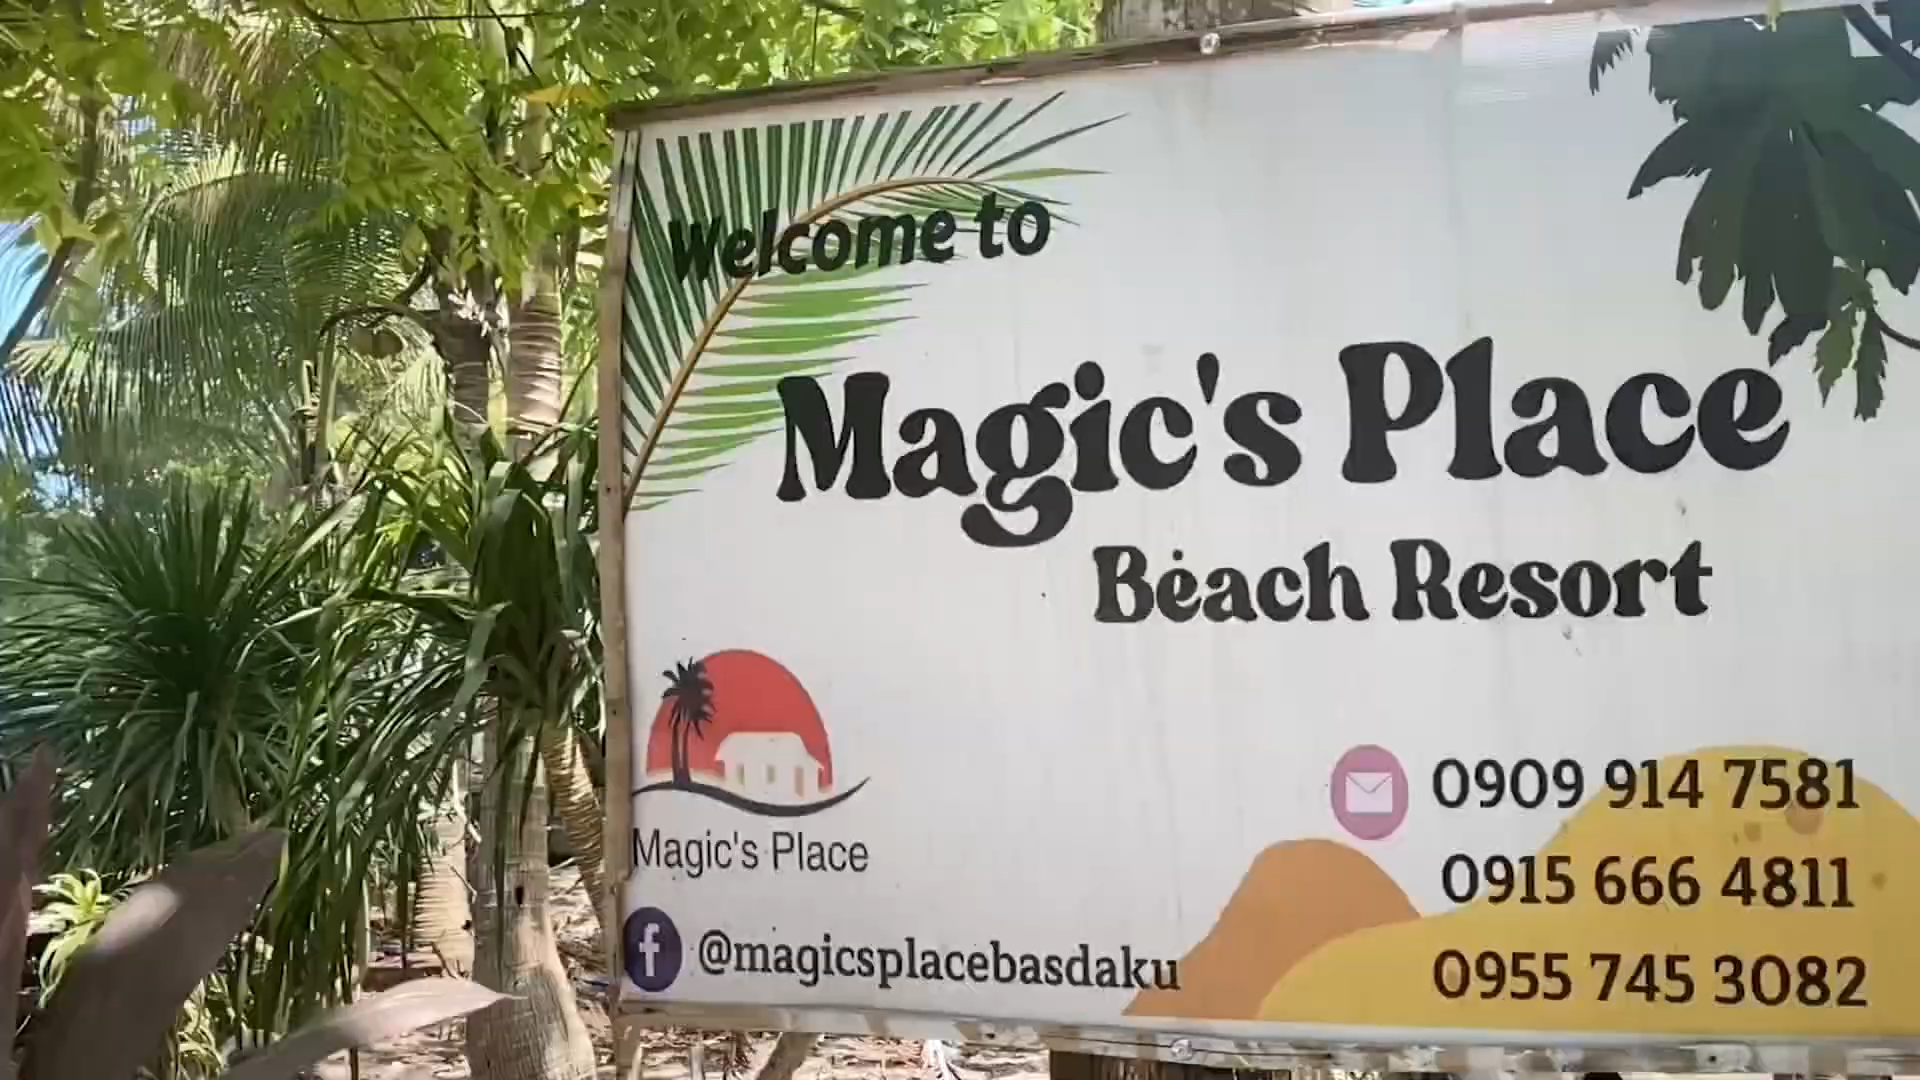 Welcome to
Magic's Place
Beach Resort
Magic's Place
@magicsplacebasdaku
0909 914 7581
0915 666 4811
0955 745 3082